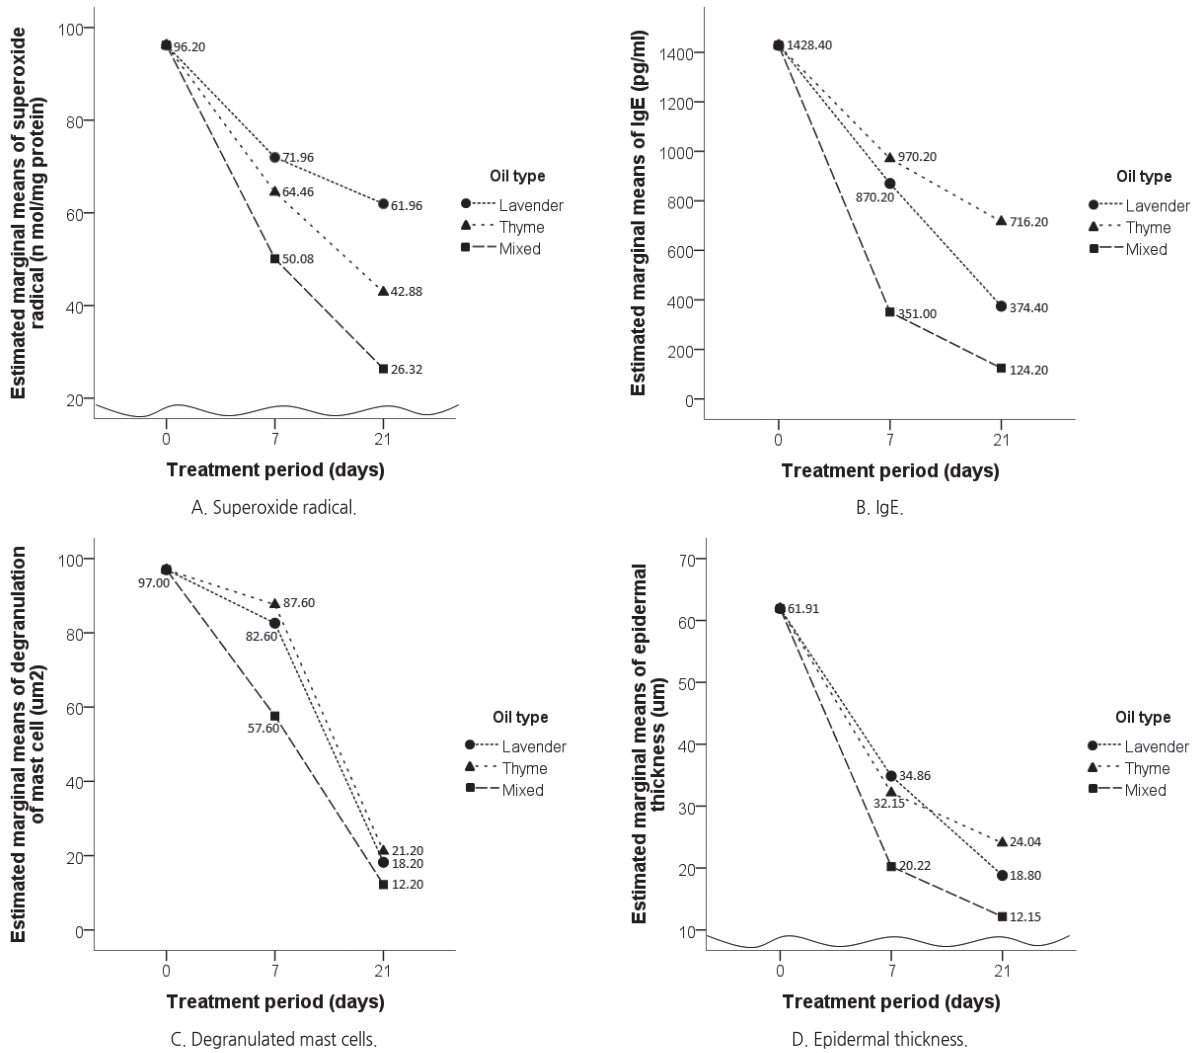 Estimated marginal means of superoxide
radical (n mol/mg protein)
100
80
60
40
20
96.20
71.96
64.46
50.08
61.96
42.88
26.32
0 7 21
Treatment period (days)
Oil type
Lavender
Thyme
Mixed
A. Superoxide radical.
Estimated marginal means of IgE (pg/ml)
1400
1200
1000
800
600
400
200
0
1428.40
970.20
870.20
351.00
716.20
374.40
124.20
0 7 21
Treatment period (days)
Oil type
Lavender
Thyme
Mixed
B. IgE.
Estimated marginal means of degranulation
of mast cell (um2)
100
80
60
40
20
0
97.00
87.60
82.60
57.60
21.20
18.20
12.20
0 7 21
Treatment period (days)
Oil type
Lavender
Thyme
Mixed
C. Degranulated mast cells.
Estimated marginal means of epidermal
thickness (um)
70
60
50
40
30
20
10
61.91
34.86
32.15
20.22
24.04
18.80
12.15
0 7 21
Treatment period (days)
Oil type
Lavender
Thyme
Mixed
D. Epidermal thickness.